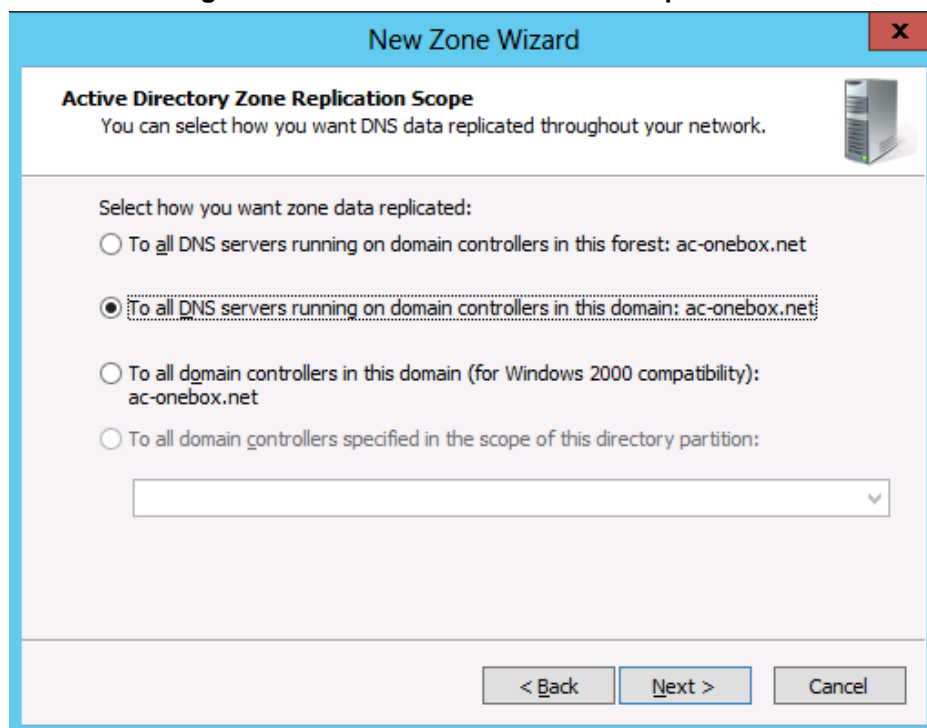 New Zone Wizard
x
Active Directory Zone Replication Scope
You can select how you want DNS data replicated throughout your network.
Select how you want zone data replicated:
To all DNS servers running on domain controllers in this forest: ac-onebox.net
To all DNS servers running on domain controllers in this domain: ac-onebox.net
To all domain controllers in this domain (for Windows 2000 compatibility):
ac-onebox.net
To all domain controllers specified in the scope of this directory partition:
< Back
Next >
Cancel